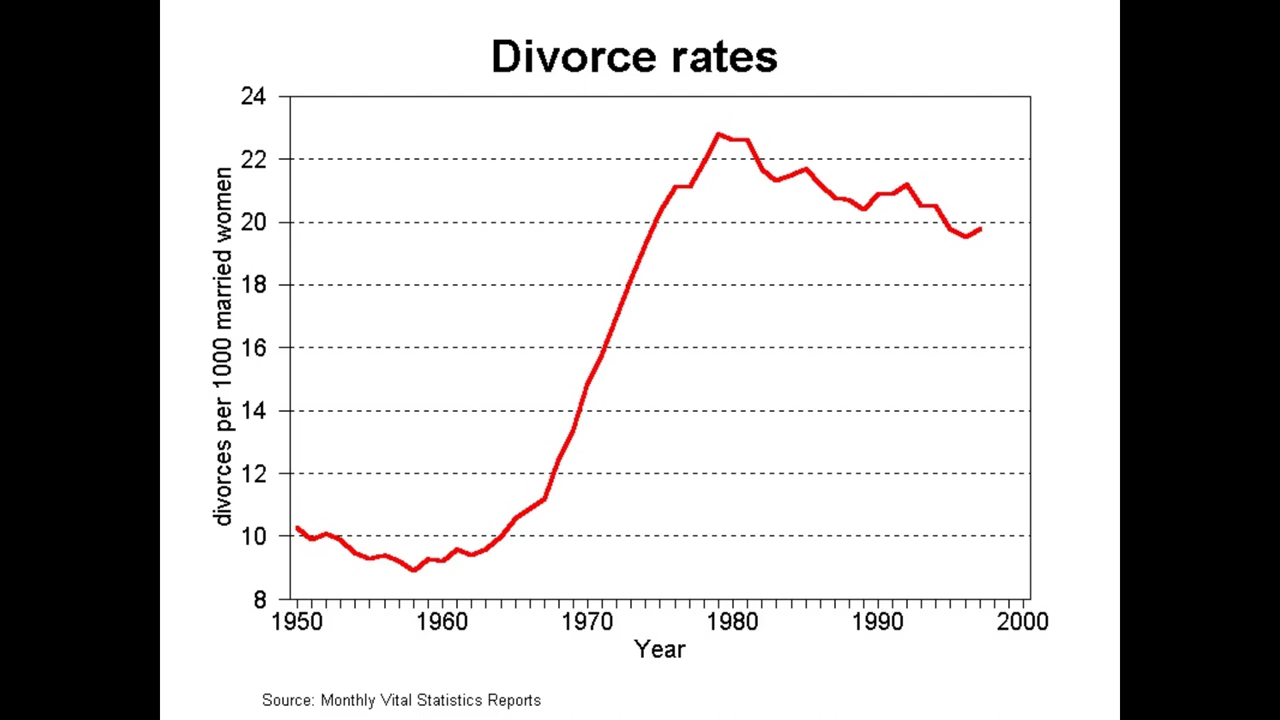 Divorce rates
24
22
20
18
16
14
12
10
8
divorces per 1000 married women
1950 1960 1970 1980 1990 2000
Year
Source: Monthly Vital Statistics Reports